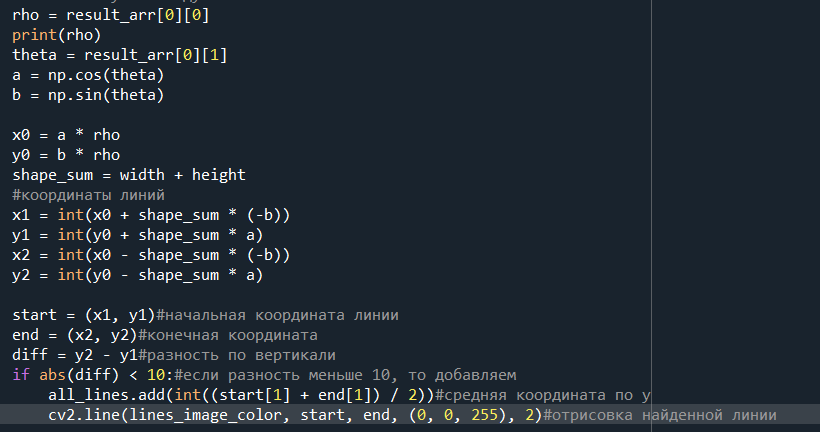 rho = result_arr[0][0]
print(rho)
theta = result_arr[0][1]
a = np.cos(theta)
b = np.sin(theta)
x0 = a * rho
y0 = b * rho
shape_sum = width + height
#координаты линий
x1 = int(x0 + shape_sum * (-b))
y1 = int(y0 + shape_sum * a)
x2 = int(x0 - shape_sum * (-b))
y2 = int(y0 - shape_sum * a)
start = (x1, y1)#начальная координата линии
end = (x2, y2)#конечная координата
diff = y2 - y1#разность по вертикали
if abs(diff) < 10:#если разность меньше 10, то добавляем
    all_lines.add(int((start[1] + end[1]) / 2))#средняя координата по y
    cv2.line(lines_image_color, start, end, (0, 0, 255), 2)#отрисовка найденной линии